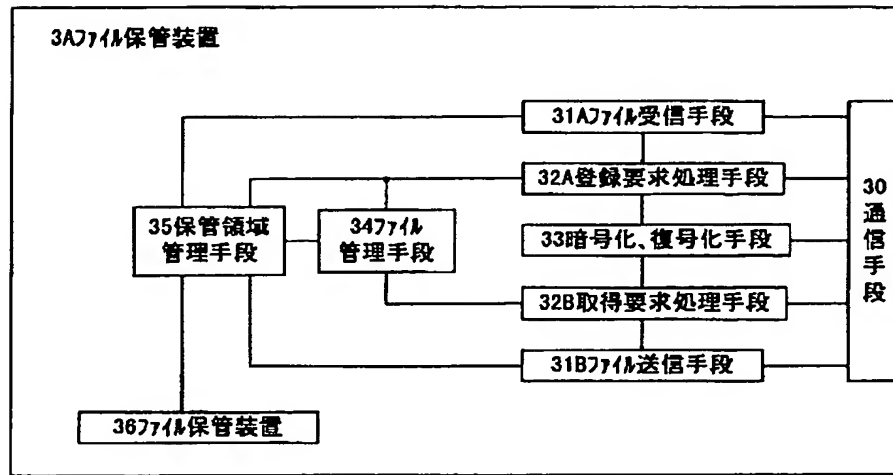 3Aﾌｧｲﾙ保管装置
31Aﾌｧｲﾙ受信手段
32A登録要求処理手段
30
通
信
手
段
35保管領域
管理手段
34ﾌｧｲﾙ
管理手段
33暗号化、復号化手段
32B取得要求処理手段
31Bﾌｧｲﾙ送信手段
36ﾌｧｲﾙ保管装置